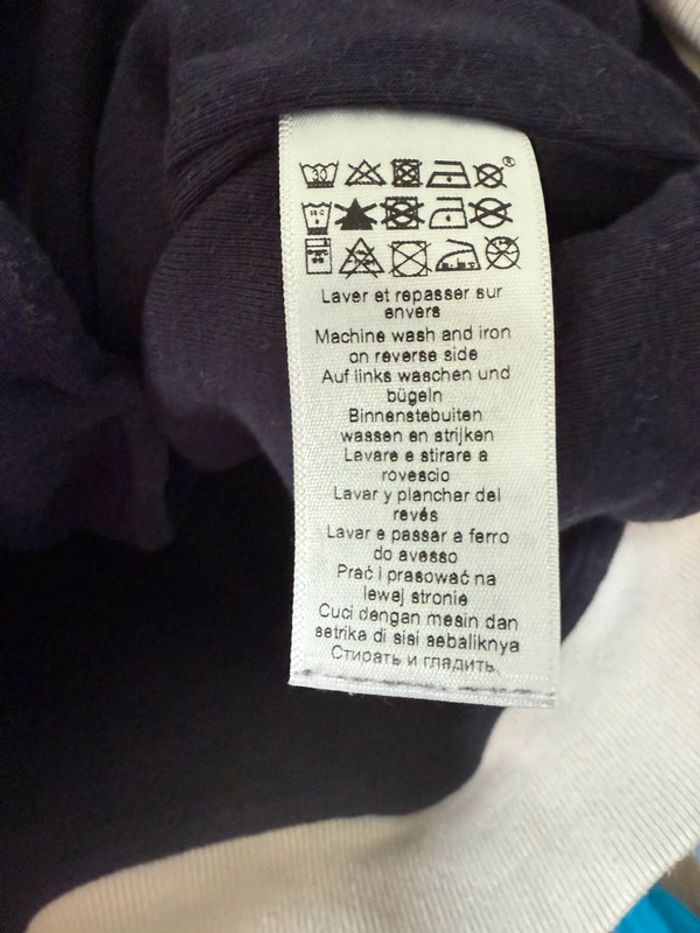 30 ®
Laver et repasser sur
envers
Machine wash and iron
on reverse side
Auf links waschen und
bügeln
Binnenstebuiten
wassen en strijken
Lavare e stirare a
rovescio
Lavar y planchar del
revés
Lavar e passar a ferro
do avesso
Prać i prasować na
lewej stronie
Cuci dengan mesin dan
setrika di sisi sebaliknya
Стирать и гладить